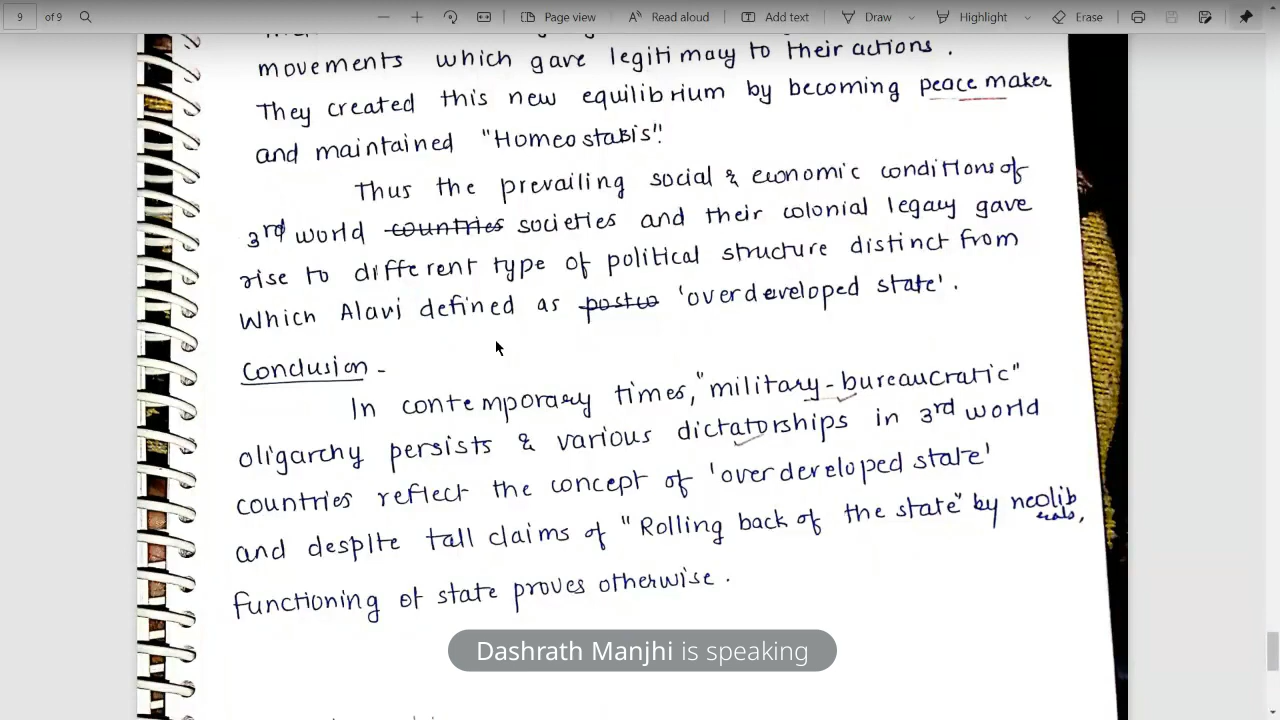 9 of 9 Page view Read aloud Add text Draw Highlight Erase
movements which gave legitimacy to their actions.
They created this new equilibrium by becoming peace maker
and maintained "Homeostasis".
Thus the prevailing social & economic conditions of
3rd world countries societies and their colonial legacy gave
rise to different type of political structure distinct from
Which Alavi defined as postco 'overdeveloped state'.
Conclusion -
In contemporary times, "military-bureaucratic"
oligarchy persists & various dictatorships in 3rd world
countries reflect the concept of 'overdeveloped state'
and despite tall claims of "Rolling back of the state" by neolib
erals,
functioning of state proves otherwise.
Dashrath Manjhi is speaking